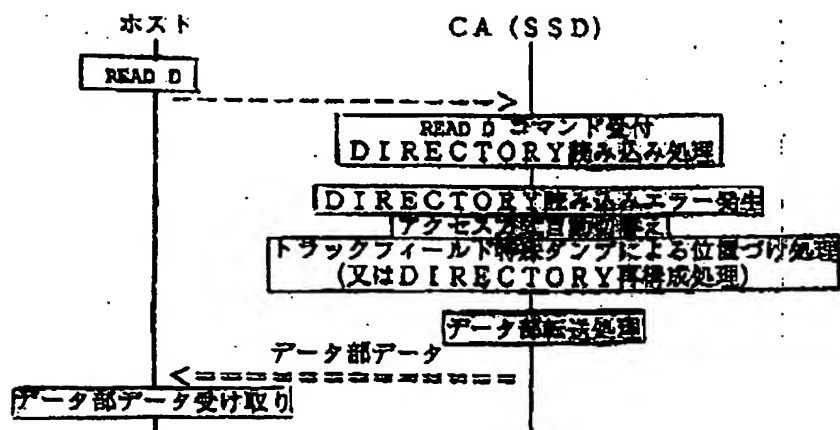 ホスト
CA (SSD)
READ D
READ D コマンド受付
DIRECTORY読み込み処理
DIRECTORY読み込みエラー発生
アクセス方式自動切替え
トラックフィールド特殊ダンプによる位置づけ処理
(又はDIRECTORY再構成処理)
データ部転送処理
データ部データ
データ部データ受け取り